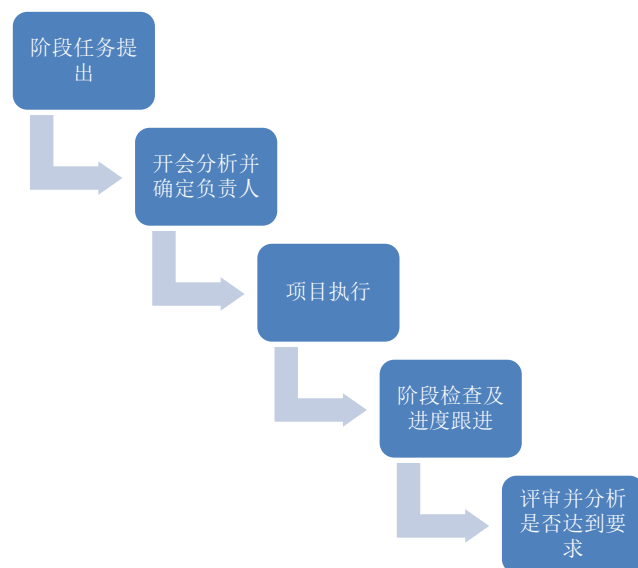 阶段任务提
出
开会分析并
确定负责人
项目执行
阶段检查及
进度跟进
评审并分析
是否达到要
求